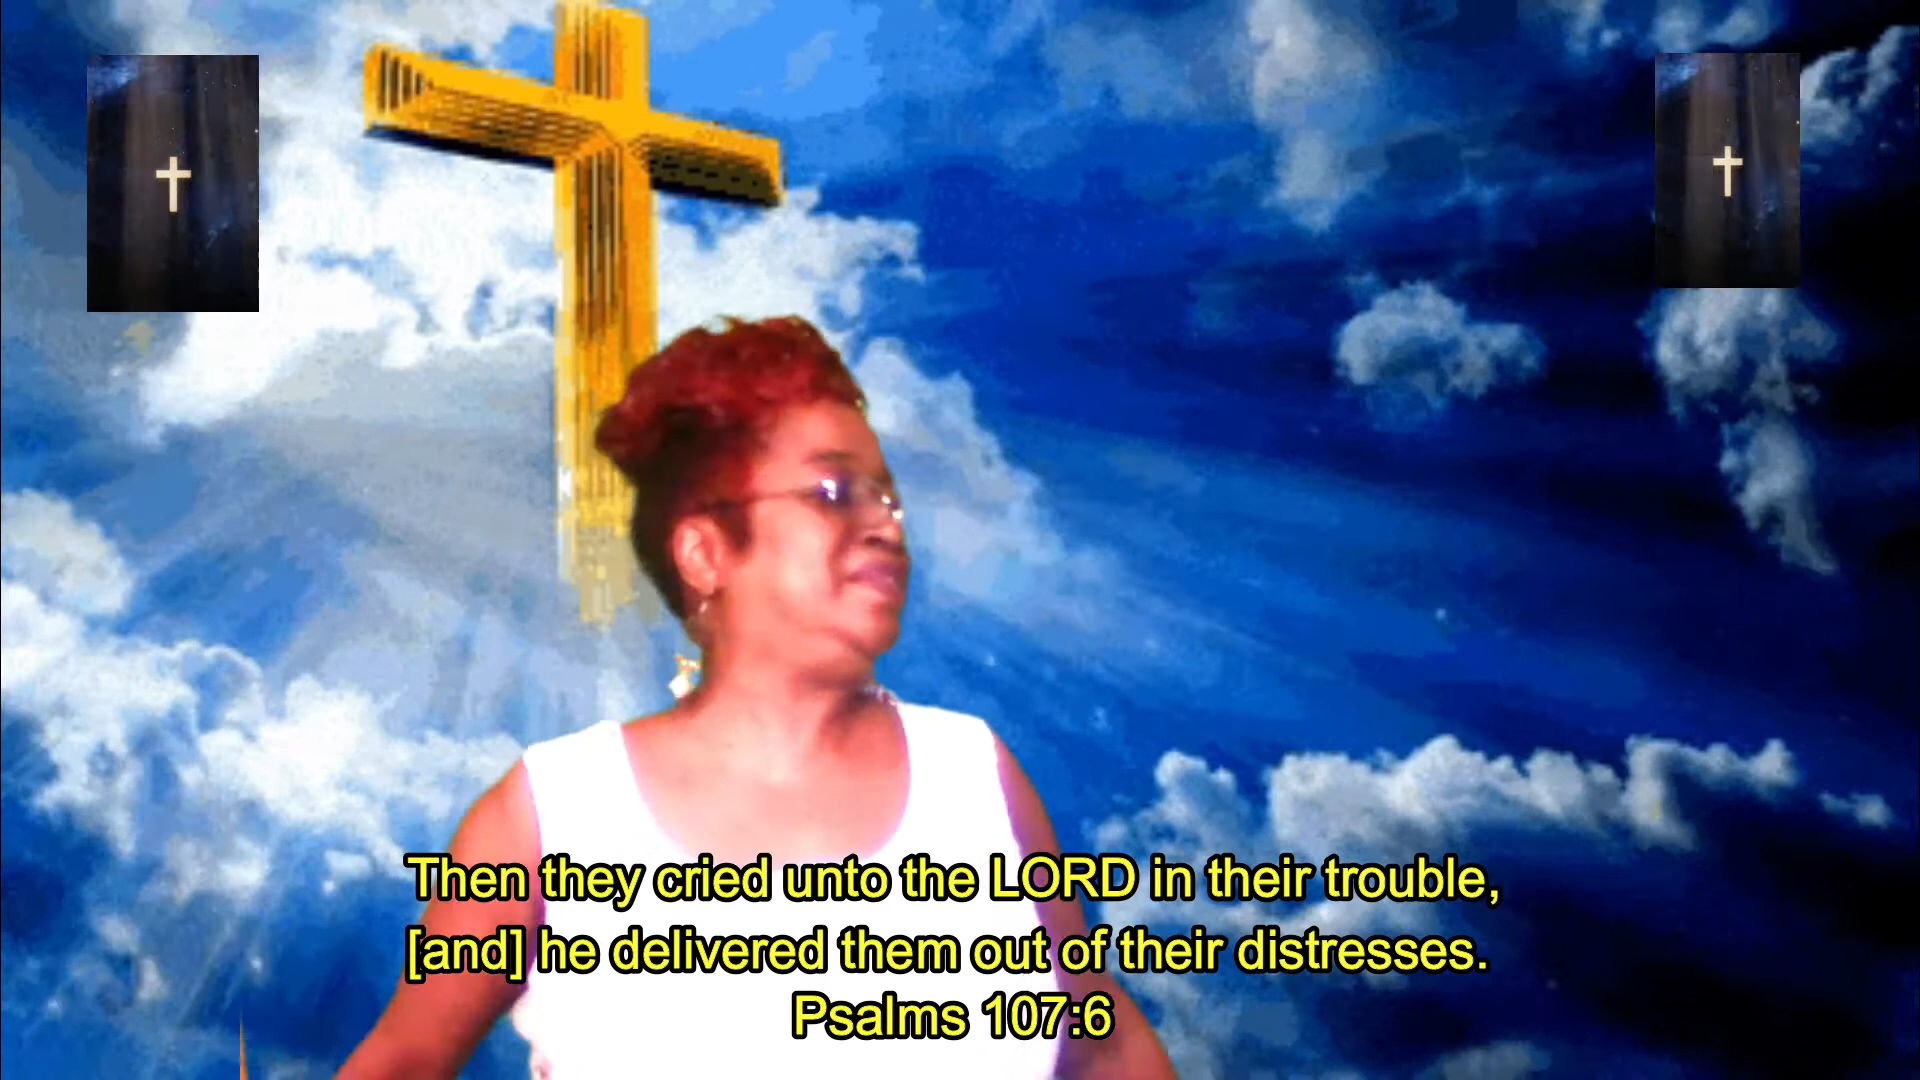 Then they cried unto the LORD in their trouble,
[and] he delivered them out of their distresses.
Psalms 107:6